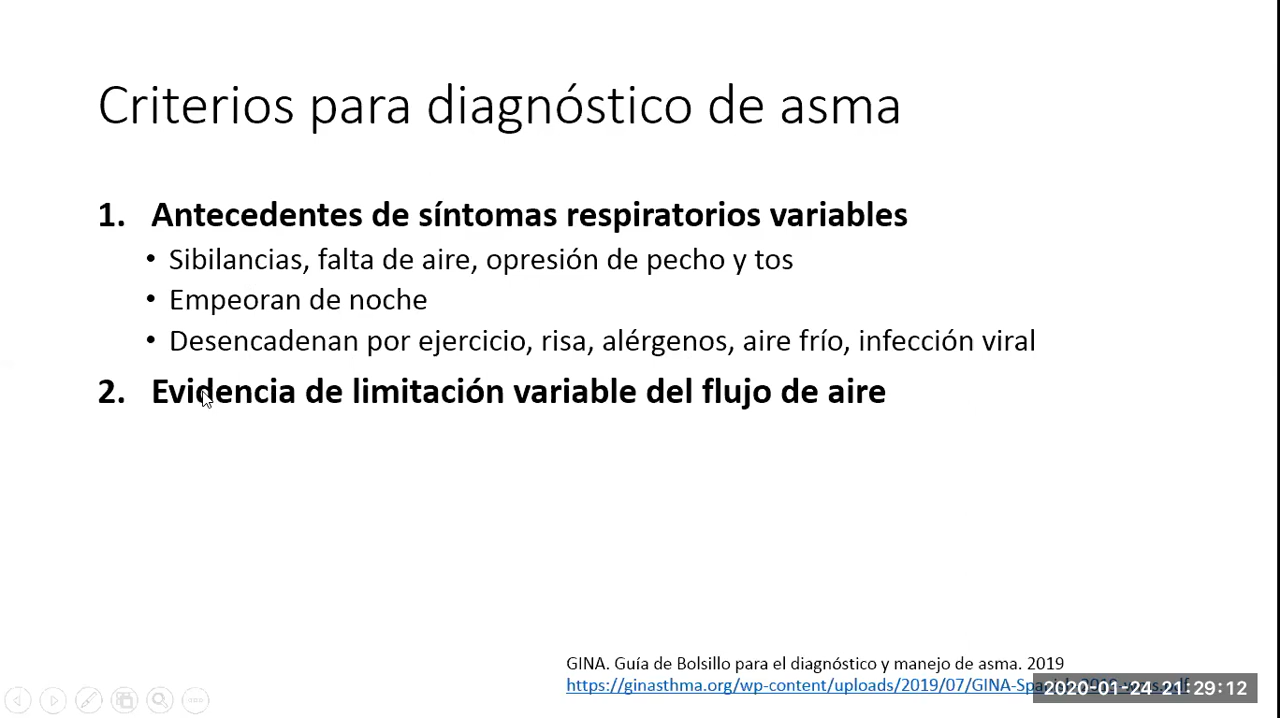 Criterios para diagnóstico de asma
1. Antecedentes de síntomas respiratorios variables
• Sibilancias, falta de aire, opresión de pecho y tos
• Empeoran de noche
• Desencadenan por ejercicio, risa, alérgenos, aire frío, infección viral
2. Evidencia de limitación variable del flujo de aire
GINA. Guía de Bolsillo para el diagnóstico y manejo de asma. 2019
https://ginasthma.org/wp-content/uploads/2019/07/GINA-Spa
2020-01-24 21:29:12